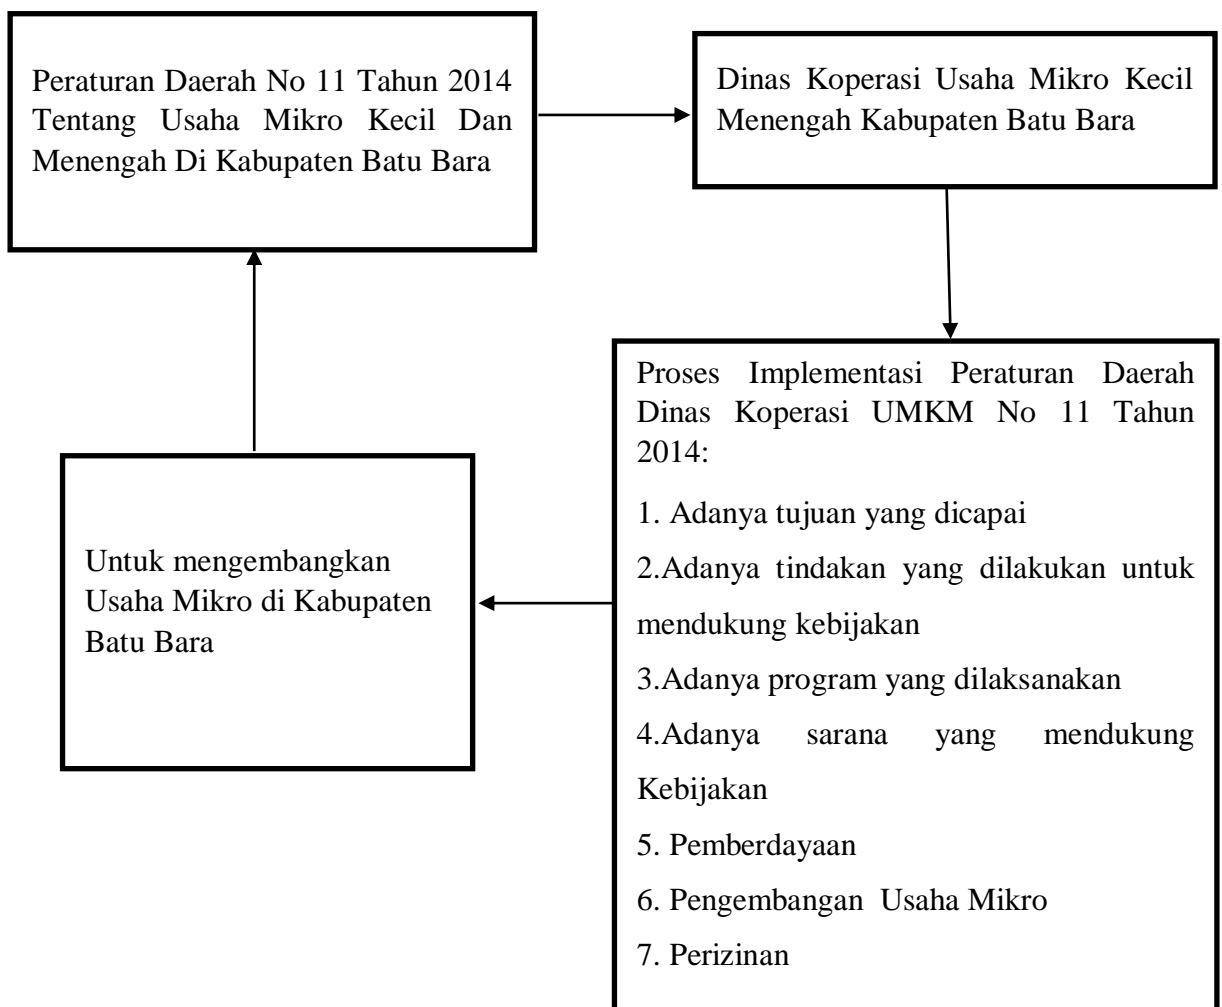 Peraturan Daerah No 11 Tahun 2014
Tentang Usaha Mikro Kecil Dan
Menengah Di Kabupaten Batu Bara
Dinas Koperasi Usaha Mikro Kecil
Menengah Kabupaten Batu Bara
Proses Implementasi Peraturan Daerah
Dinas Koperasi UMKM No 11 Tahun
2014:
1. Adanya tujuan yang dicapai
2.Adanya tindakan yang dilakukan untuk
mendukung kebijakan
3.Adanya program yang dilaksanakan
4.Adanya sarana yang mendukung
Kebijakan
5. Pemberdayaan
6. Pengembangan  Usaha Mikro
7. Perizinan
Untuk mengembangkan
Usaha Mikro di Kabupaten
Batu Bara